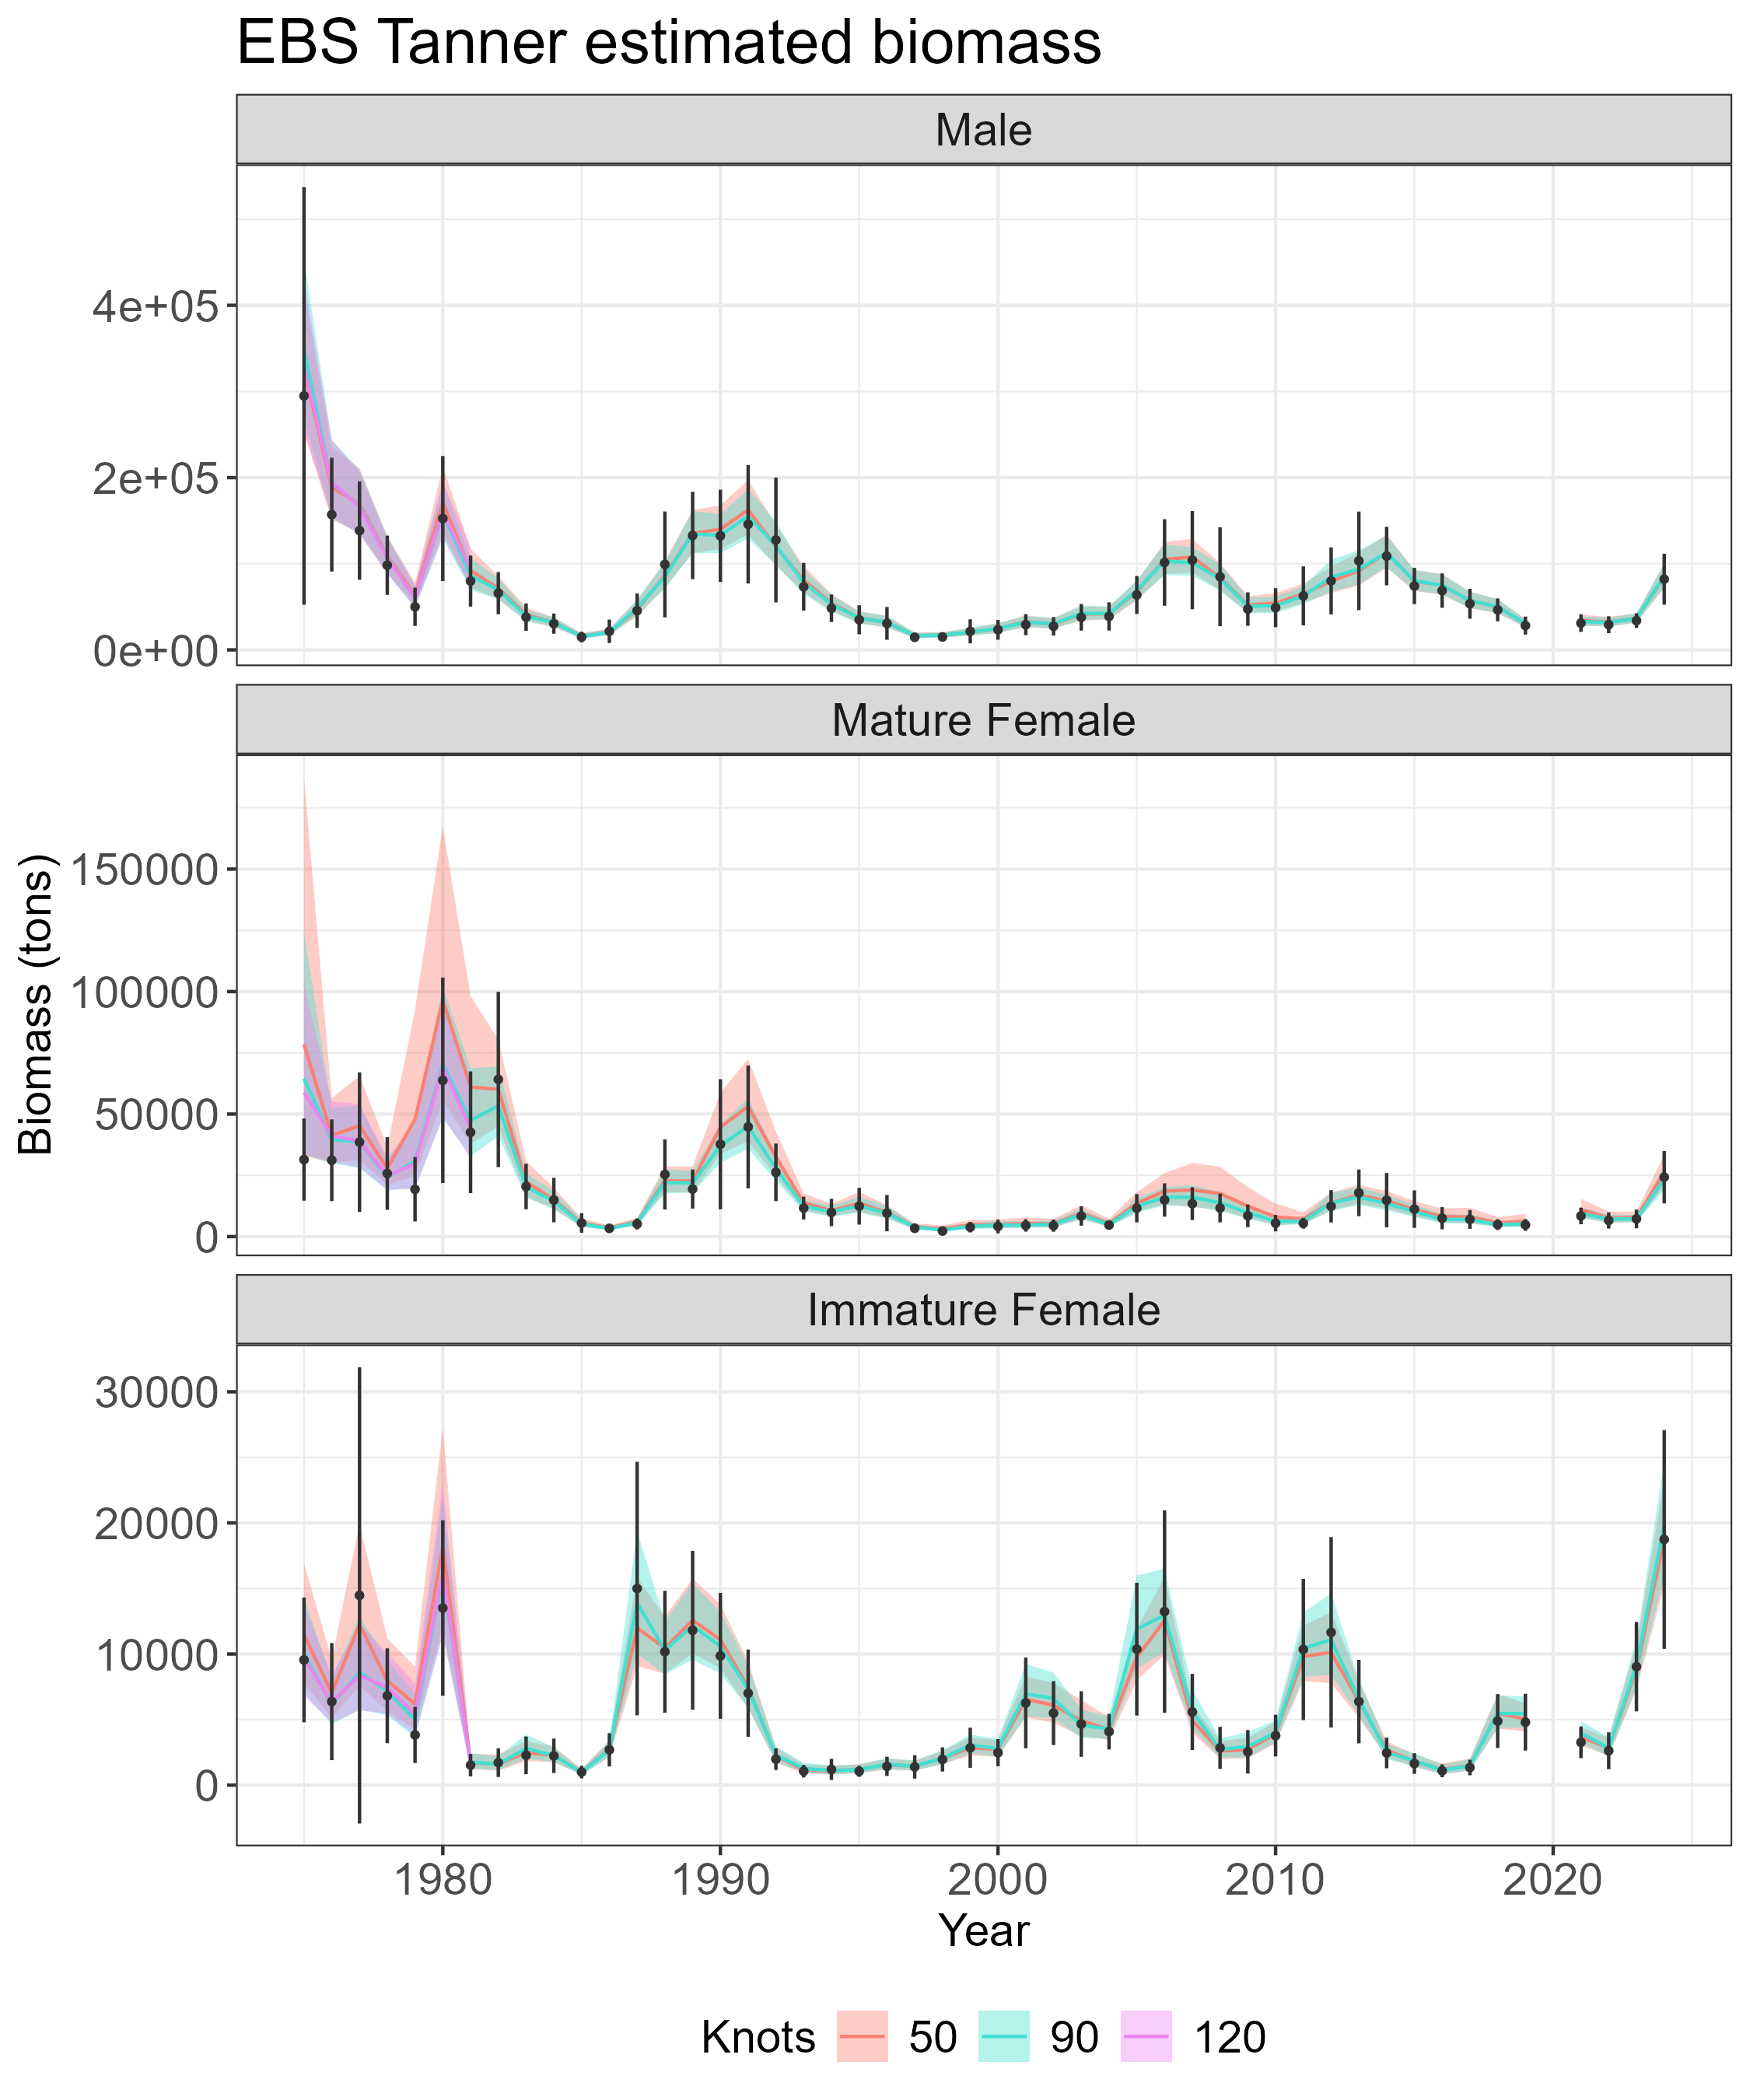 EBS Tanner estimated biomass
Male
4e+05
2e+05
0e+00
Mature Female
Biomass (tons)
150000
100000
50000
0
Immature Female
30000
20000
10000
0
1980 1990 2000 2010 2020
Year
Knots 50 90 120